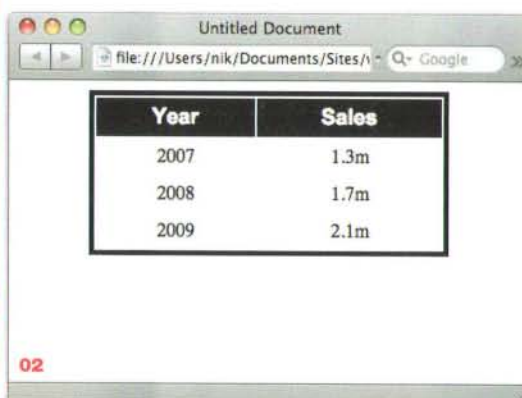 Untitled Document
file:///Users/nik/Documents/Sites/ Google
Year Sales
2007 1.3m
2008 1.7m
2009 2.1m
02